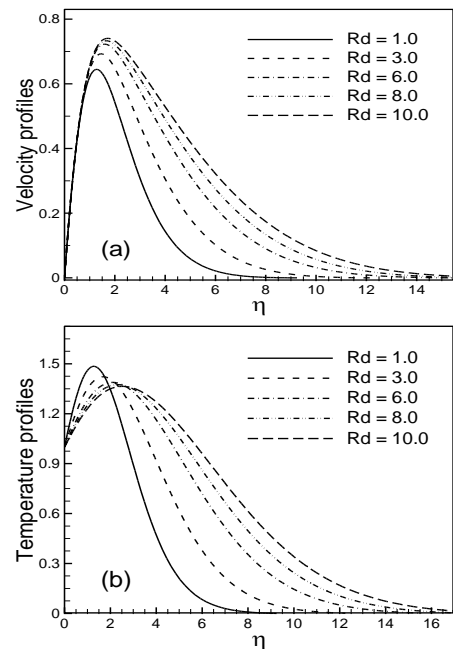 Velocity profiles
0.8
0.6
0.4
0.2
0
Rd = 1.0
Rd = 3.0
Rd = 6.0
Rd = 8.0
Rd = 10.0
(a)
0 2 4 6 8 10 12 14
η
Temperature profiles
1.5
1.2
0.9
0.6
0.3
0
Rd = 1.0
Rd = 3.0
Rd = 6.0
Rd = 8.0
Rd = 10.0
(b)
0 2 4 6 8 10 12 14 16
η